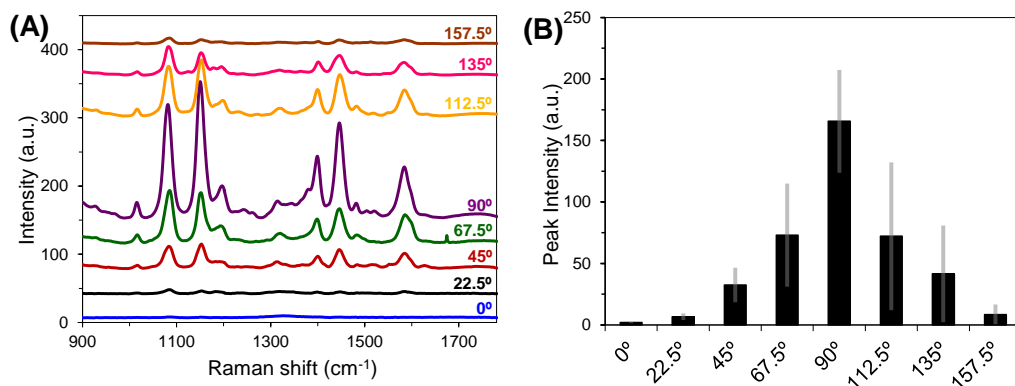 (A)
Intensity (a.u.)
400
300
200
100
0
157.5º
135º
112.5º
90º
67.5º
45º
22.5º
0º
900 1100 1300 1500 1700
Raman shift (cm⁻¹)
(B)
Peak Intensity (a.u.)
250
200
150
100
50
0
0º 22.5º 45º 67.5º 90º 112.5º 135º 157.5º